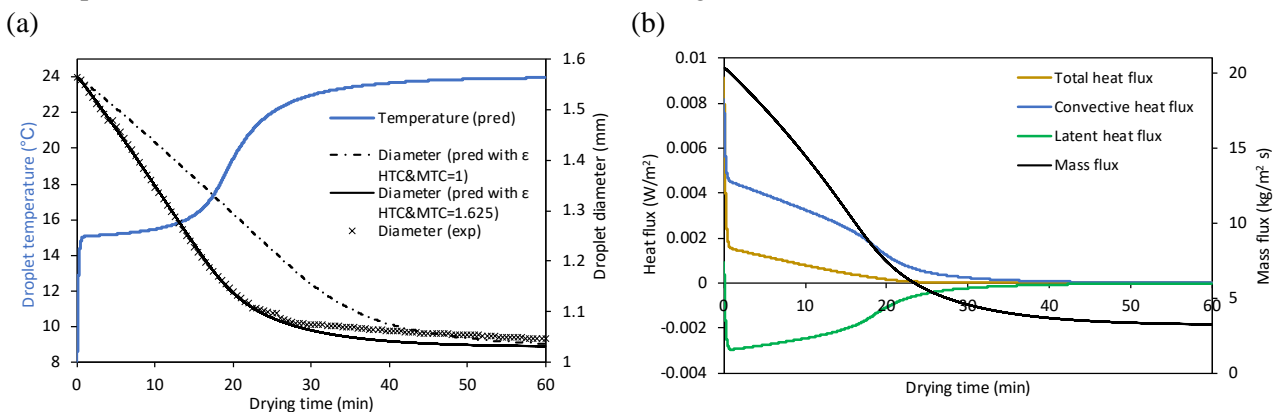 (a)
(b)
24
22
20
18
16
14
12
10
8
Droplet temperature (°C)
1.6
1.5
1.4
1.3
1.2
1.1
1
Droplet diameter (mm)
Temperature (pred)
Diameter (pred with ε
HTC&MTC=1)
Diameter (pred with ε
HTC&MTC=1.625)
Diameter (exp)
0 10 20 30 40 50 60
Drying time (min)
0.01
0.008
0.006
0.004
0.002
0
-0.002
-0.004
Heat flux (W/m²)
Total heat flux
Convective heat flux
Latent heat flux
Mass flux
20
15
10
5
0
Mass flux (kg/m² s)
0 10 20 30 40 50 60
Drying time (min)